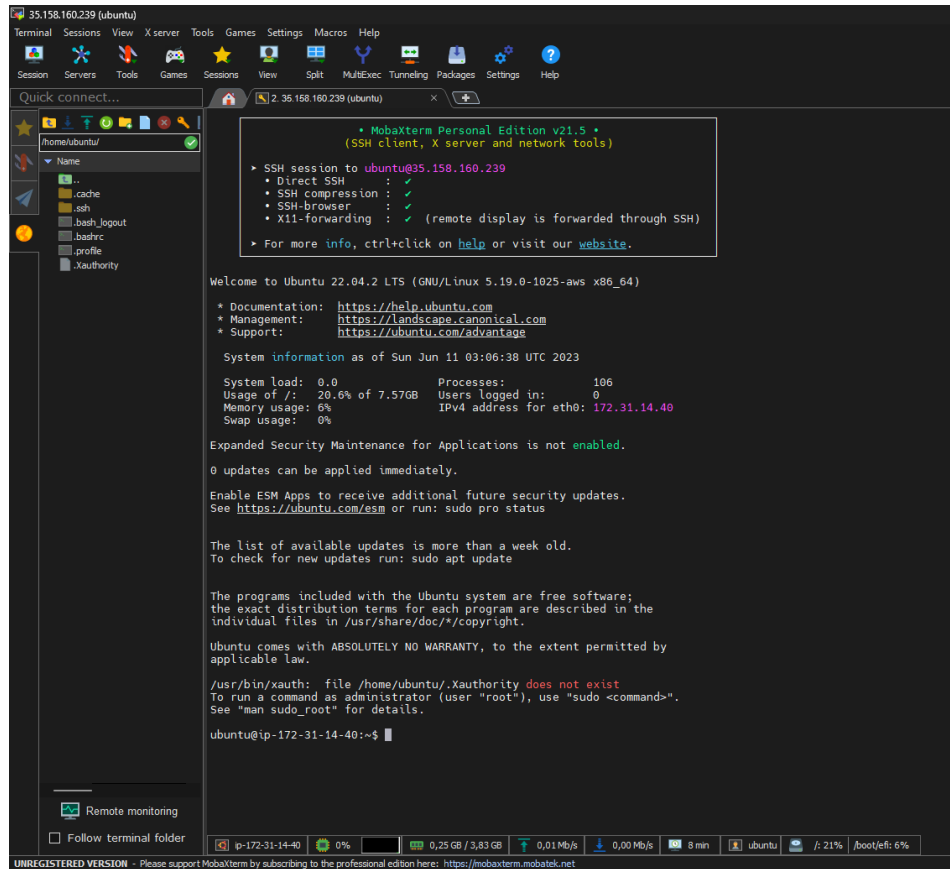 35.158.160.239 (ubuntu)
Terminal Sessions View X server Tools Games Settings Macros Help
Session Servers Tools Games Sessions View Split MultiExec Tunneling Packages Settings Help
Quick connect...
2. 35.158.160.239 (ubuntu)
/home/ubuntu/
Name
..
.cache
.ssh
.bash_logout
.bashrc
.profile
.Xauthority
• MobaXterm Personal Edition v21.5 •
(SSH client, X server and network tools)
➤ SSH session to ubuntu@35.158.160.239
• Direct SSH : ✔
• SSH compression : ✔
• SSH-browser : ✔
• X11-forwarding : ✔ (remote display is forwarded through SSH)
➤ For more info, ctrl+click on help or visit our website.
Welcome to Ubuntu 22.04.2 LTS (GNU/Linux 5.19.0-1025-aws x86_64)
* Documentation: https://help.ubuntu.com
* Management: https://landscape.canonical.com
* Support: https://ubuntu.com/advantage
System information as of Sun Jun 11 03:06:38 UTC 2023
System load: 0.0 Processes: 106
Usage of /: 20.6% of 7.57GB Users logged in: 0
Memory usage: 6% IPv4 address for eth0: 172.31.14.40
Swap usage: 0%
Expanded Security Maintenance for Applications is not enabled.
0 updates can be applied immediately.
Enable ESM Apps to receive additional future security updates.
See https://ubuntu.com/esm or run: sudo pro status
The list of available updates is more than a week old.
To check for new updates run: sudo apt update
The programs included with the Ubuntu system are free software;
the exact distribution terms for each program are described in the
individual files in /usr/share/doc/*/copyright.
Ubuntu comes with ABSOLUTELY NO WARRANTY, to the extent permitted by
applicable law.
/usr/bin/xauth: file /home/ubuntu/.Xauthority does not exist
To run a command as administrator (user "root"), use "sudo <command>".
See "man sudo_root" for details.
ubuntu@ip-172-31-14-40:~$
Remote monitoring
Follow terminal folder
ip-172-31-14-40 0% 0,25 GB / 3,83 GB 0,01 Mb/s 0,00 Mb/s 8 min ubuntu /: 21% /boot/efi: 6%
UNREGISTERED VERSION - Please support MobaXterm by subscribing to the professional edition here: https://mobaxterm.mobatek.net